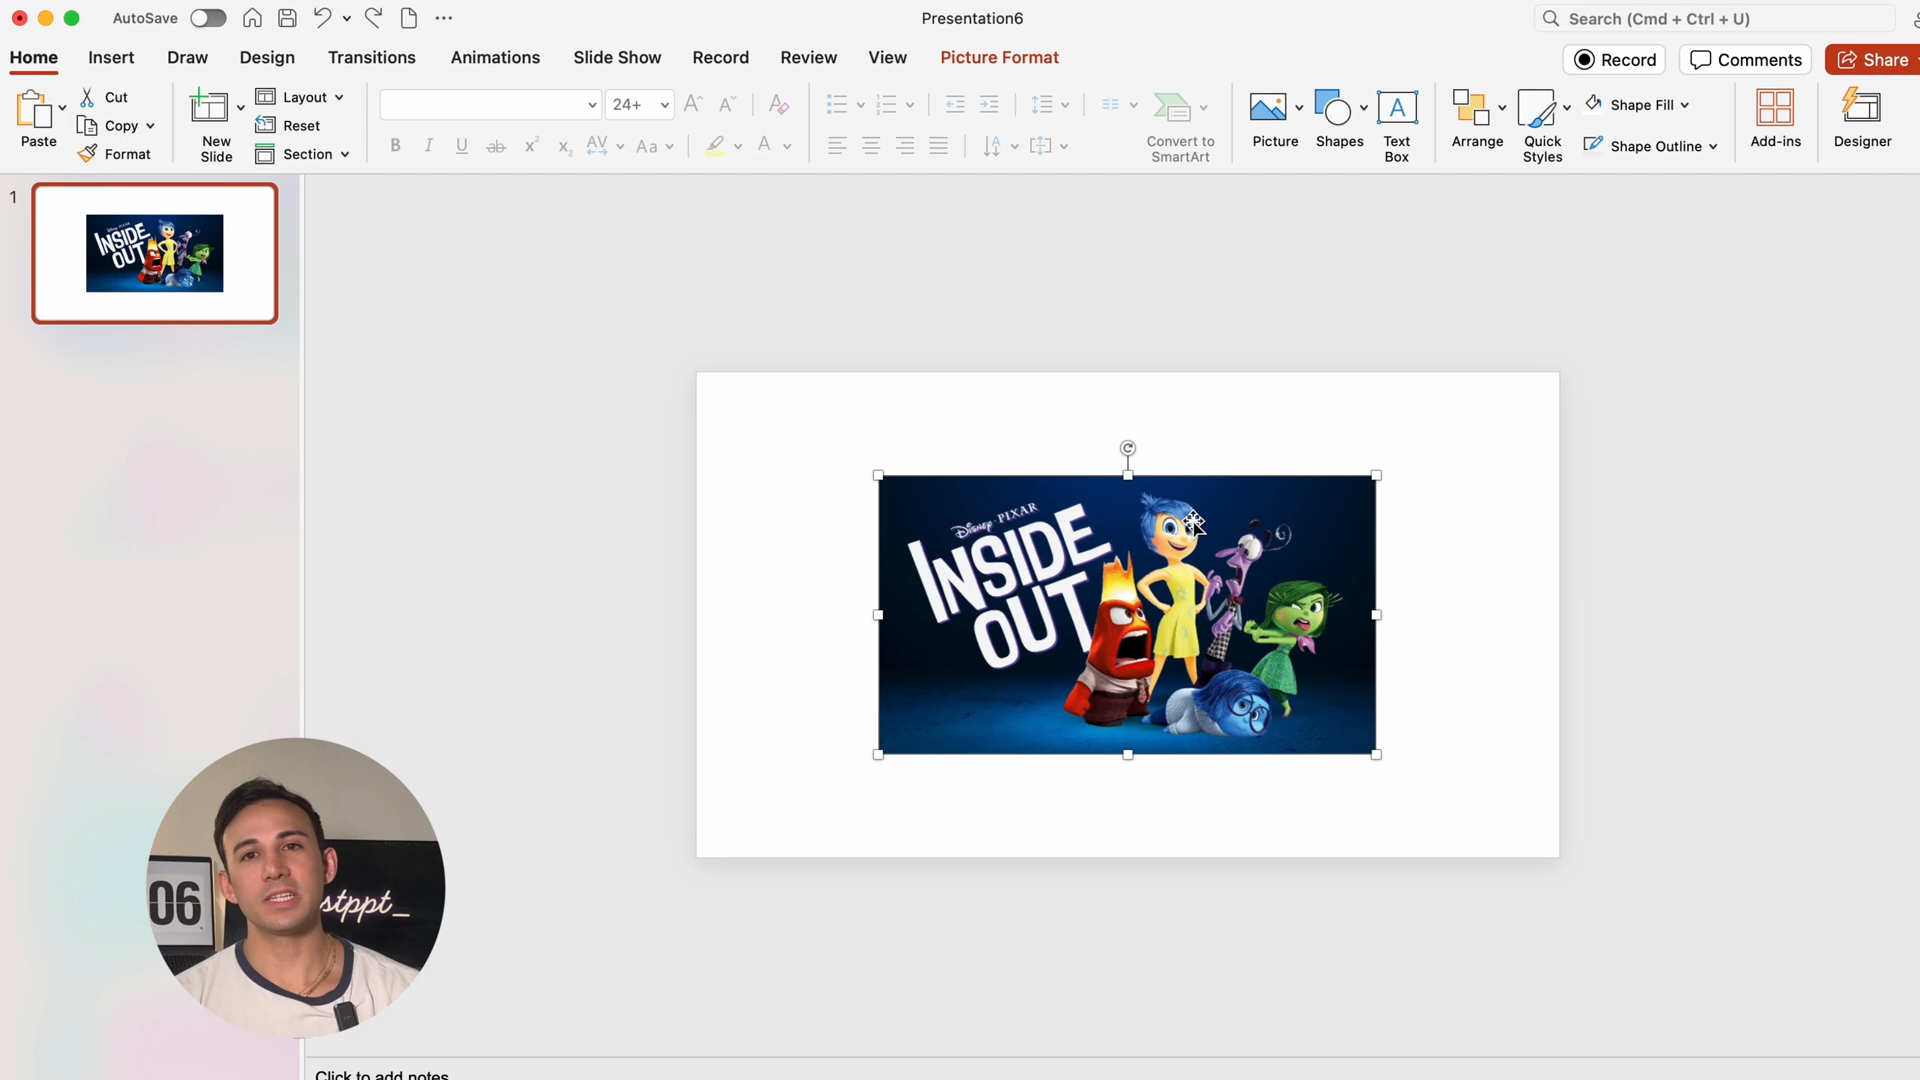 AutoSave
Presentation6
Search (Cmd + Ctrl + U)
Home
Insert
Draw
Design
Transitions
Animations
Slide Show
Record
Review
View
Picture Format
Record
Comments
Share
Paste
Cut
Copy
Format
New
Slide
Layout
Reset
Section
24+
Convert to
SmartArt
Picture
Shapes
Text
Box
Arrange
Quick
Styles
Shape Fill
Shape Outline
Add-ins
Designer
1
INSIDE
OUT
Disney·PIXAR
INSIDE
OUT
06
stppt_
Click to add notes